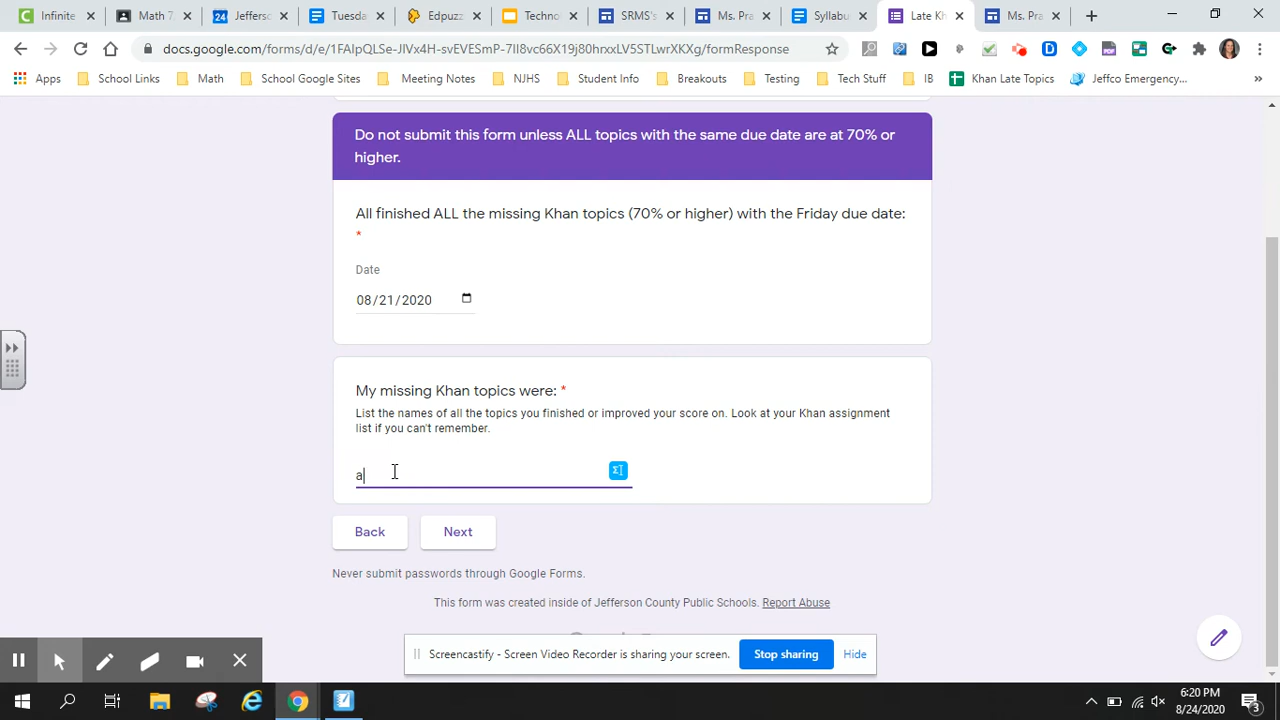 Infinite
Math 7
24
Jefferso
Tuesda
Edpuzz
Techno
SRMS's
Ms. Pra
Syllabu
Late Kh
Ms. Pra
docs.google.com/forms/d/e/1FAIpQLSe-JIVx4H-svEVESmP-7II8vc66X19j80hrxxLV5STLwrXKXg/formResponse
Apps
School Links
Math
School Google Sites
Meeting Notes
NJHS
Student Info
Breakouts
Testing
Tech Stuff
IB
Khan Late Topics
Jeffco Emergency...
»
Do not submit this form unless ALL topics with the same due date are at 70% or
higher.
All finished ALL the missing Khan topics (70% or higher) with the Friday due date:
*
Date
08/21/2020
My missing Khan topics were: *
List the names of all the topics you finished or improved your score on. Look at your Khan assignment
list if you can't remember.
a
Back
Next
Never submit passwords through Google Forms.
This form was created inside of Jefferson County Public Schools. Report Abuse
Screencastify - Screen Video Recorder is sharing your screen.
Stop sharing
Hide
6:20 PM
8/24/2020
3